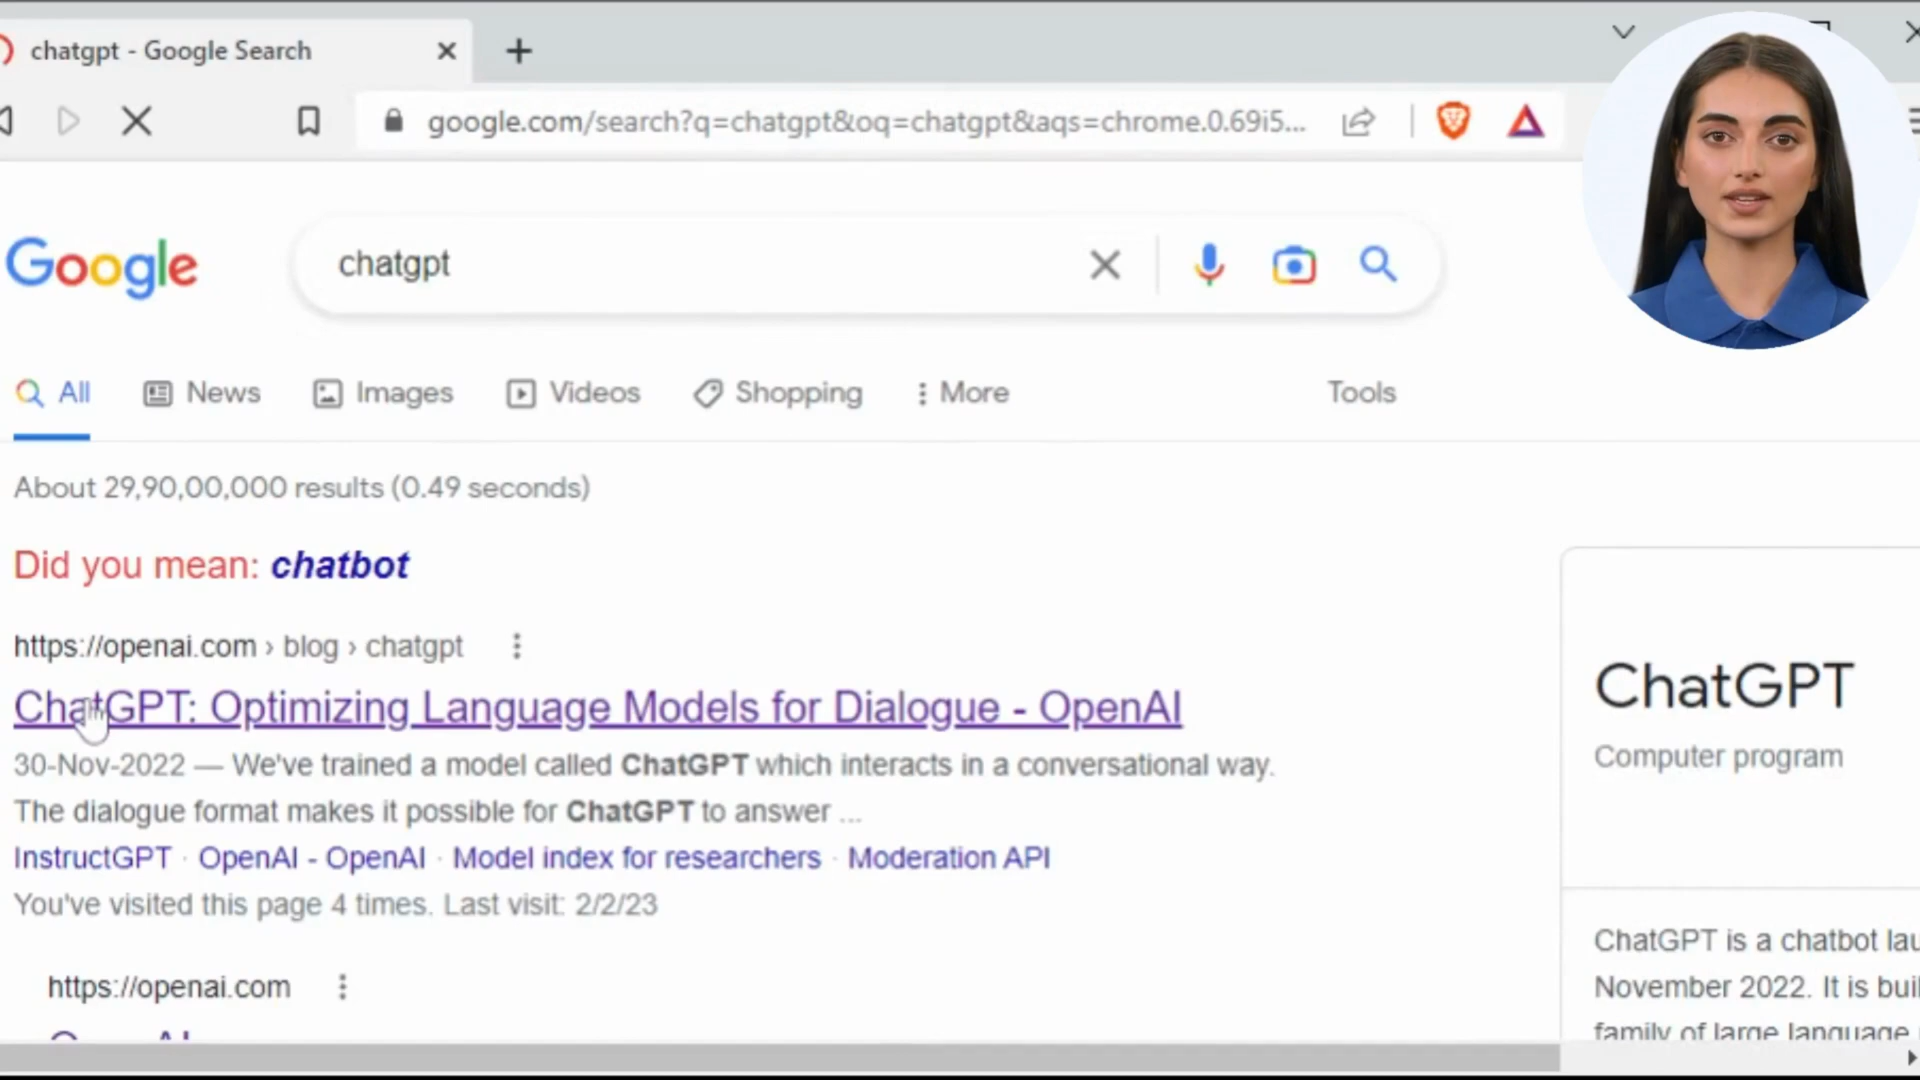 chatgpt - Google Search
google.com/search?q=chatgpt&oq=chatgpt&aqs=chrome.0.69i5...
Google
chatgpt
All News Images Videos Shopping More Tools
About 29,90,00,000 results (0.49 seconds)
Did you mean: chatbot
https://openai.com › blog › chatgpt
ChatGPT: Optimizing Language Models for Dialogue - OpenAI
30-Nov-2022 — We've trained a model called ChatGPT which interacts in a conversational way.
The dialogue format makes it possible for ChatGPT to answer ...
InstructGPT · OpenAI - OpenAI · Model index for researchers · Moderation API
You've visited this page 4 times. Last visit: 2/2/23
https://openai.com
ChatGPT
Computer program
ChatGPT is a chatbot
November 2022. It is
family of large language